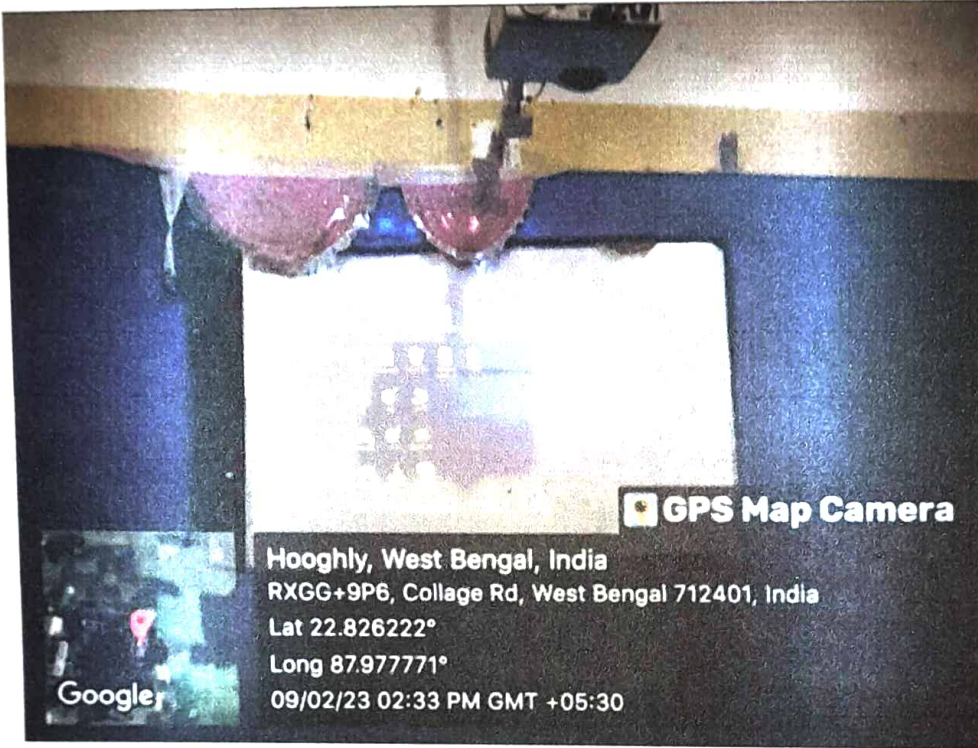 GPS Map Camera
Hooghly, West Bengal, India
RXGG+9P6, Collage Rd, West Bengal 712401, India
Lat 22.826222°
Long 87.977771°
09/02/23 02:33 PM GMT +05:30
Google